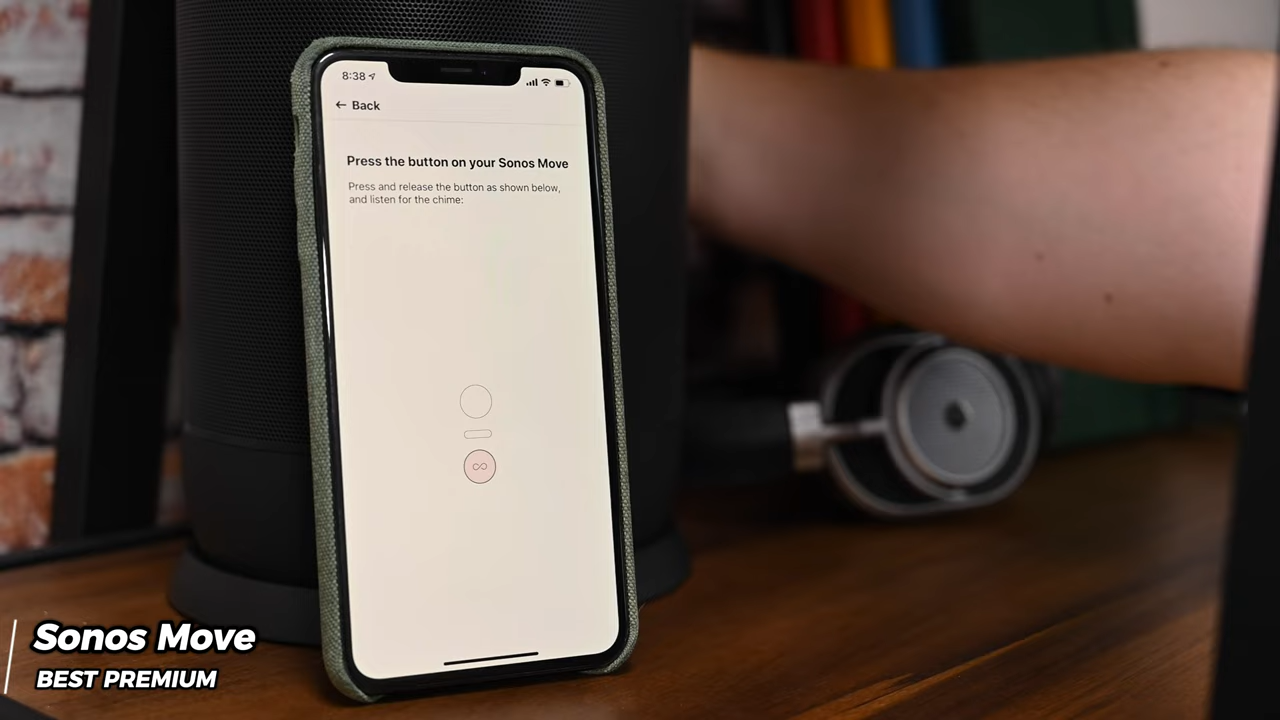 8:38
← Back
Press the button on your Sonos Move
Press and release the button as shown below,
and listen for the chime:
Sonos Move
BEST PREMIUM